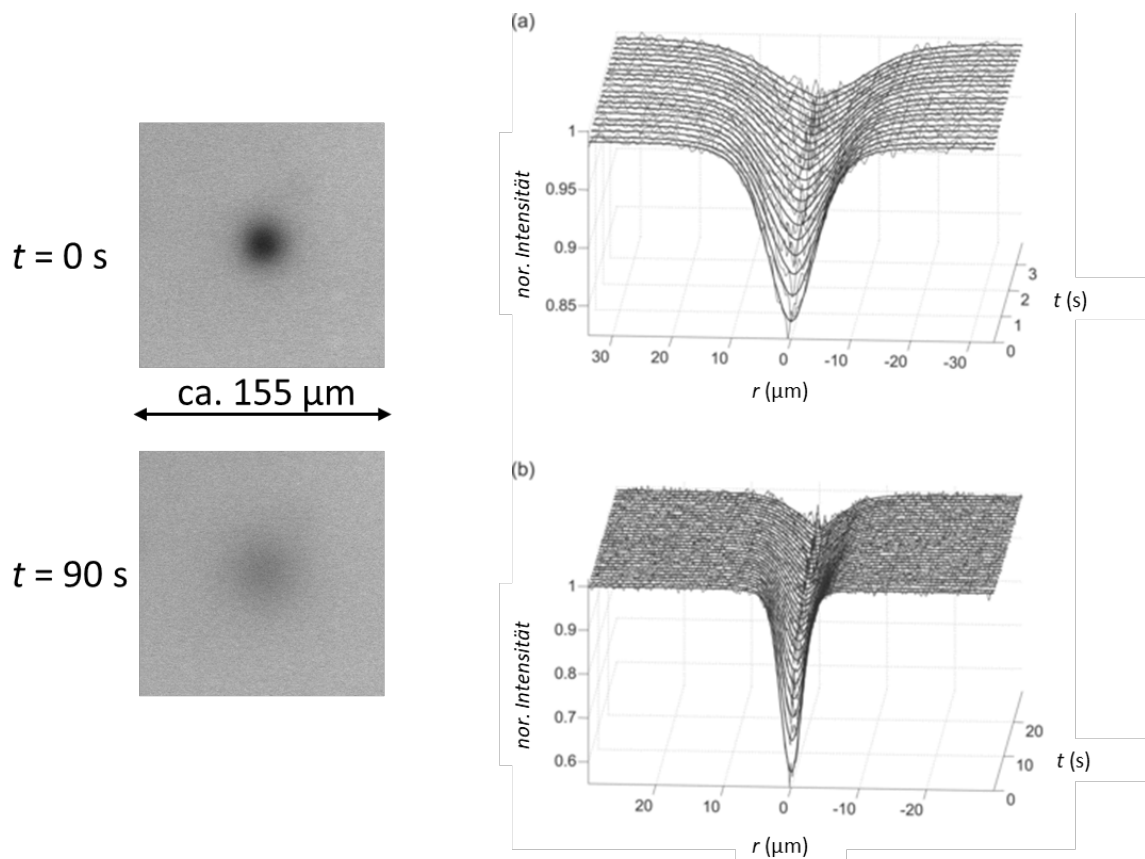 t = 0 s
ca. 155 µm
t = 90 s
(a)
1
0.95
0.9
0.85
nor. Intensität
30 20 10 0 -10 -20 -30
r (µm)
3
2
1
0
t (s)
(b)
1
0.9
0.8
0.7
0.6
nor. Intensität
20 10 0 -10 -20
r (µm)
20
10
0
t (s)